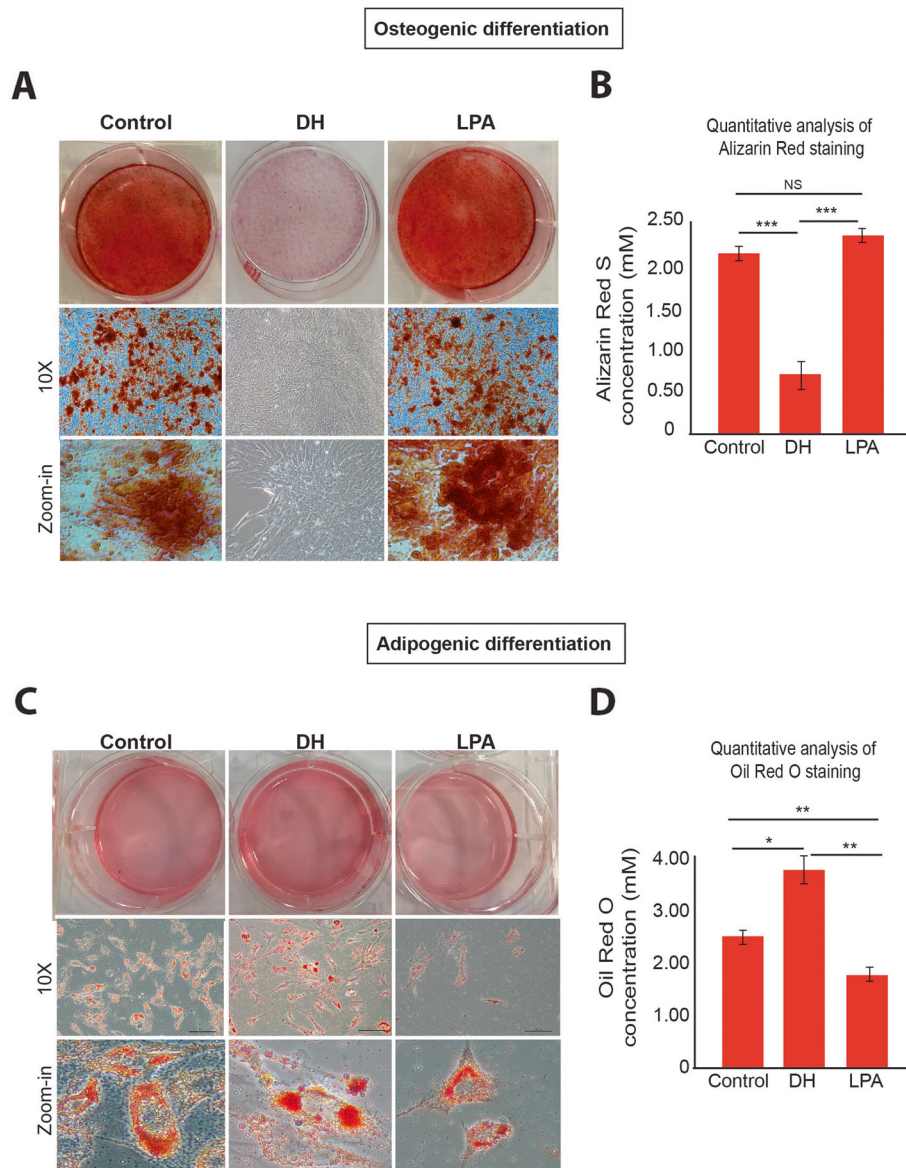 Osteogenic differentiation
A
Control DH LPA
10X
Zoom-in
B
Quantitative analysis of
Alizarin Red staining
NS
*** ***
Alizarin Red S
concentration (mM)
2.50
2.00
1.00
0.50
0
Control DH LPA
Adipogenic differentiation
C
Control DH LPA
10X
Zoom-in
D
Quantitative analysis of
Oil Red O staining
**
* **
Oil Red O
concentration (mM)
4.00
3.00
2.00
1.00
0
Control DH LPA